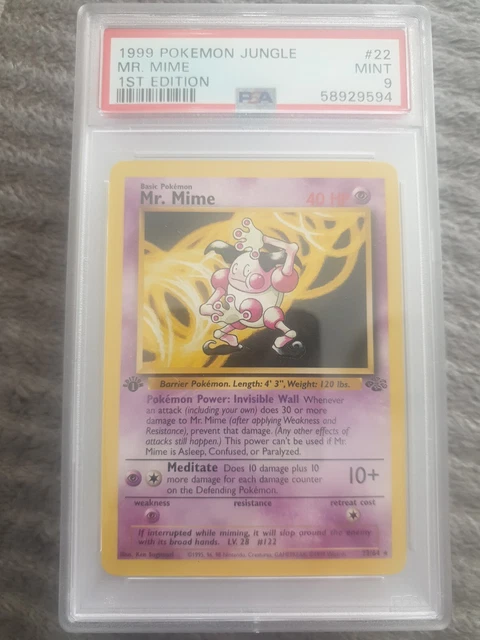 1999 POKEMON JUNGLE #22
MR. MIME MINT
1ST EDITION 9
PSA 58929594
Basic Pokémon
Mr. Mime 40 HP
Barrier Pokémon. Length: 4' 3", Weight: 120 lbs.
Pokémon Power: Invisible Wall Whenever
an attack (including your own) does 30 or more
damage to Mr. Mime (after applying Weakness and
Resistance), prevent that damage. (Any other effects of
attacks still happen.) This power can't be used if Mr.
Mime is Asleep, Confused, or Paralyzed.
Meditate Does 10 damage plus 10
more damage for each damage counter
on the Defending Pokémon.
10+
weakness resistance retreat cost
If interrupted while miming, it will slap around the enemy
with its broad hands. LV. 28 #122